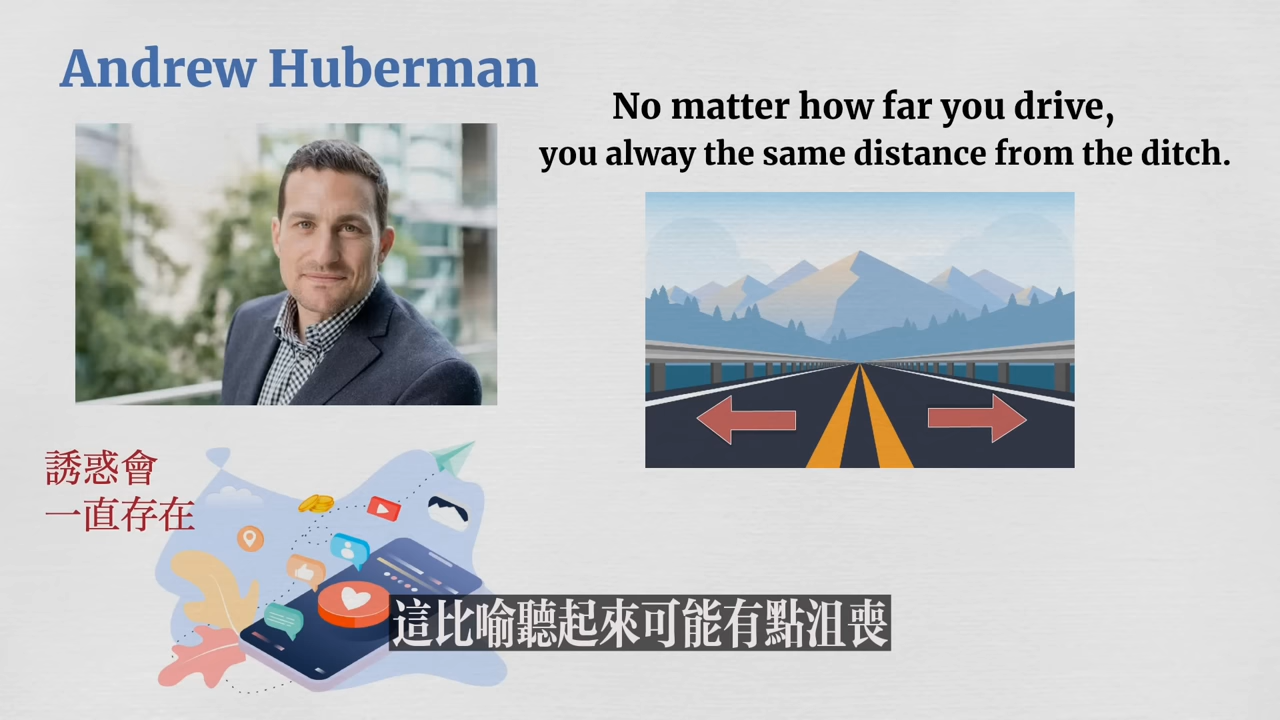 Andrew Huberman
No matter how far you drive,
you alway the same distance from the ditch.
誘惑會
一直存在
這比喻聽起來可能有點沮喪